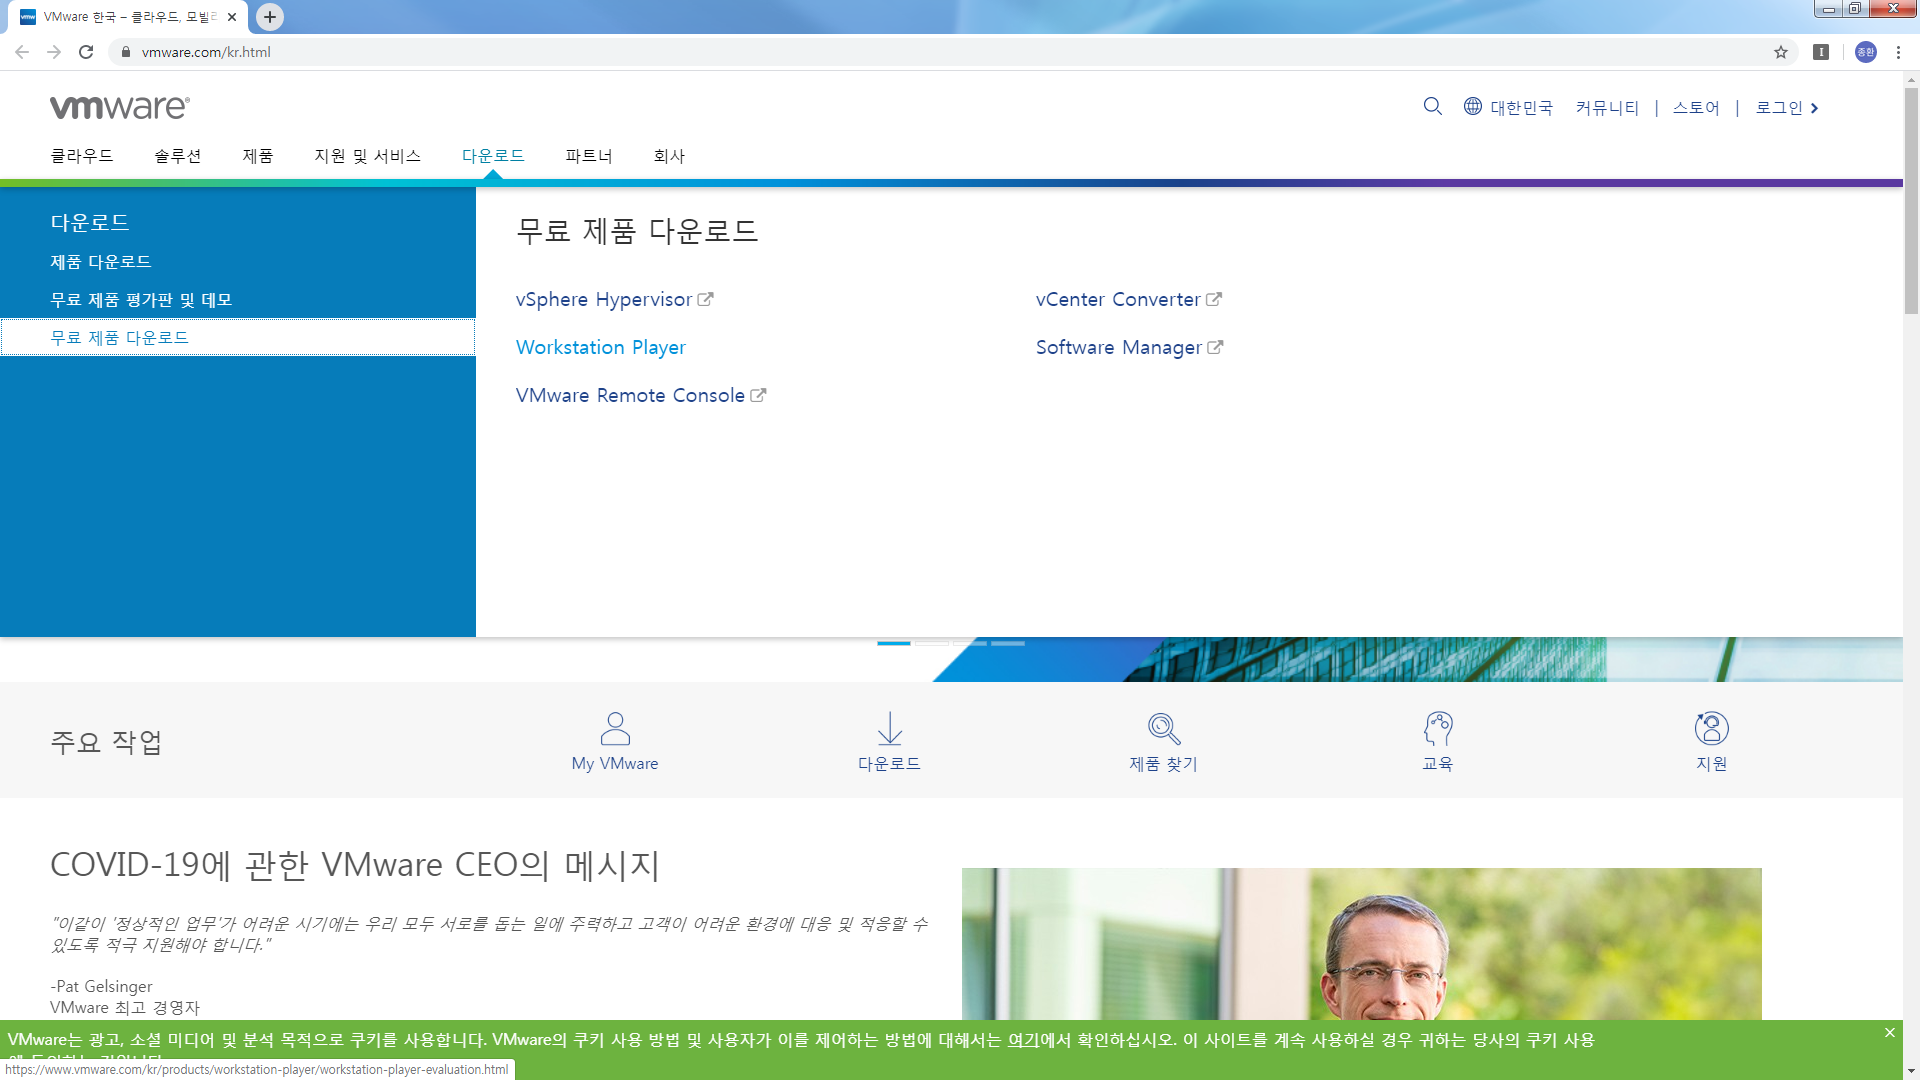 vmw VMware 한국 – 클라우드, 모빌리
vmware.com/kr.html
I
종환
vmware®
대한민국 커뮤니티 | 스토어 | 로그인
클라우드 솔루션 제품 지원 및 서비스 다운로드 파트너 회사
다운로드
제품 다운로드
무료 제품 평가판 및 데모
무료 제품 다운로드
무료 제품 다운로드
vSphere Hypervisor
vCenter Converter
Workstation Player
Software Manager
VMware Remote Console
주요 작업
My VMware
다운로드
제품 찾기
교육
지원
COVID-19에 관한 VMware CEO의 메시지
"이같이 '정상적인 업무'가 어려운 시기에는 우리 모두 서로를 돕는 일에 주력하고 고객이 어려운 환경에 대응 및 적응할 수
있도록 적극 지원해야 합니다."
-Pat Gelsinger
VMware 최고 경영자
VMware는 광고, 소셜 미디어 및 분석 목적으로 쿠키를 사용합니다. VMware의 쿠키 사용 방법 및 사용자가 이를 제어하는 방법에 대해서는 여기에서 확인하십시오. 이 사이트를 계속 사용하실 경우 귀하는 당사의 쿠키 사용
https://www.vmware.com/kr/products/workstation-player/workstation-player-evaluation.html